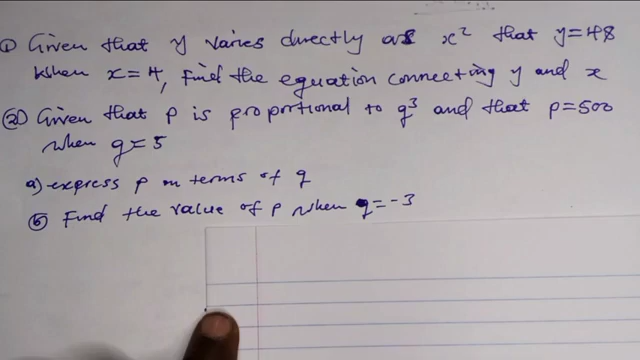 ① Given that y varies directly as x² that y=48
when x=4, find the equation connecting y and x
② Given that P is proportional to q³ and that p=500
when q=5
a) express p in terms of q
⑥ Find the value of P when q=-3